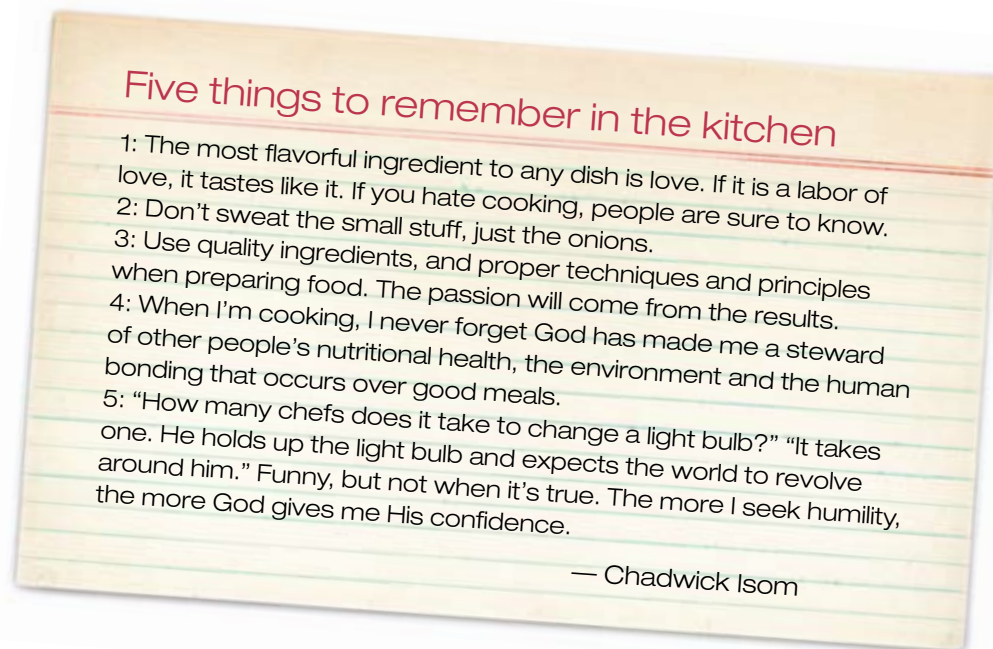 Five things to remember in the kitchen
1: The most flavorful ingredient to any dish is love. If it is a labor of
love, it tastes like it. If you hate cooking, people are sure to know.
2: Don’t sweat the small stuff, just the onions.
3: Use quality ingredients, and proper techniques and principles
when preparing food. The passion will come from the results.
4: When I’m cooking, I never forget God has made me a steward
of other people’s nutritional health, the environment and the human
bonding that occurs over good meals.
5: “How many chefs does it take to change a light bulb?” “It takes
one. He holds up the light bulb and expects the world to revolve
around him.” Funny, but not when it’s true. The more I seek humility,
the more God gives me His confidence.
— Chadwick Isom